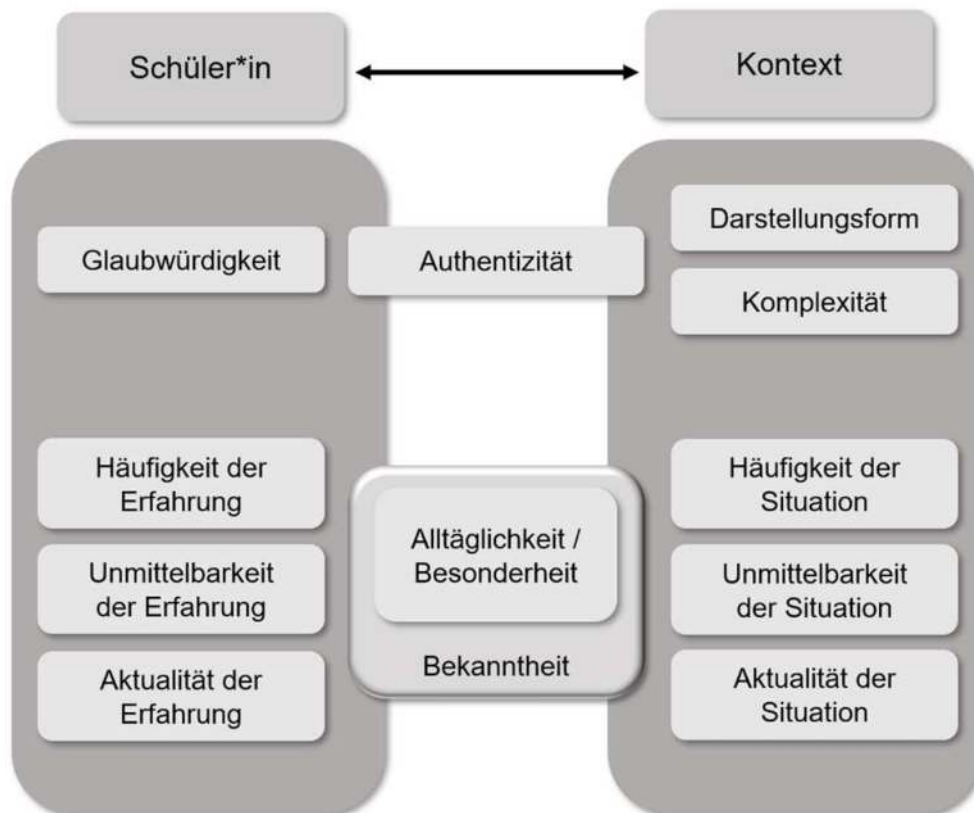 Schüler*in
Kontext
Darstellungsform
Glaubwürdigkeit
Authentizität
Komplexität
Häufigkeit der
Erfahrung
Häufigkeit der
Situation
Alltäglichkeit /
Besonderheit
Unmittelbarkeit
der Erfahrung
Unmittelbarkeit
der Situation
Bekanntheit
Aktualität der
Erfahrung
Aktualität der
Situation